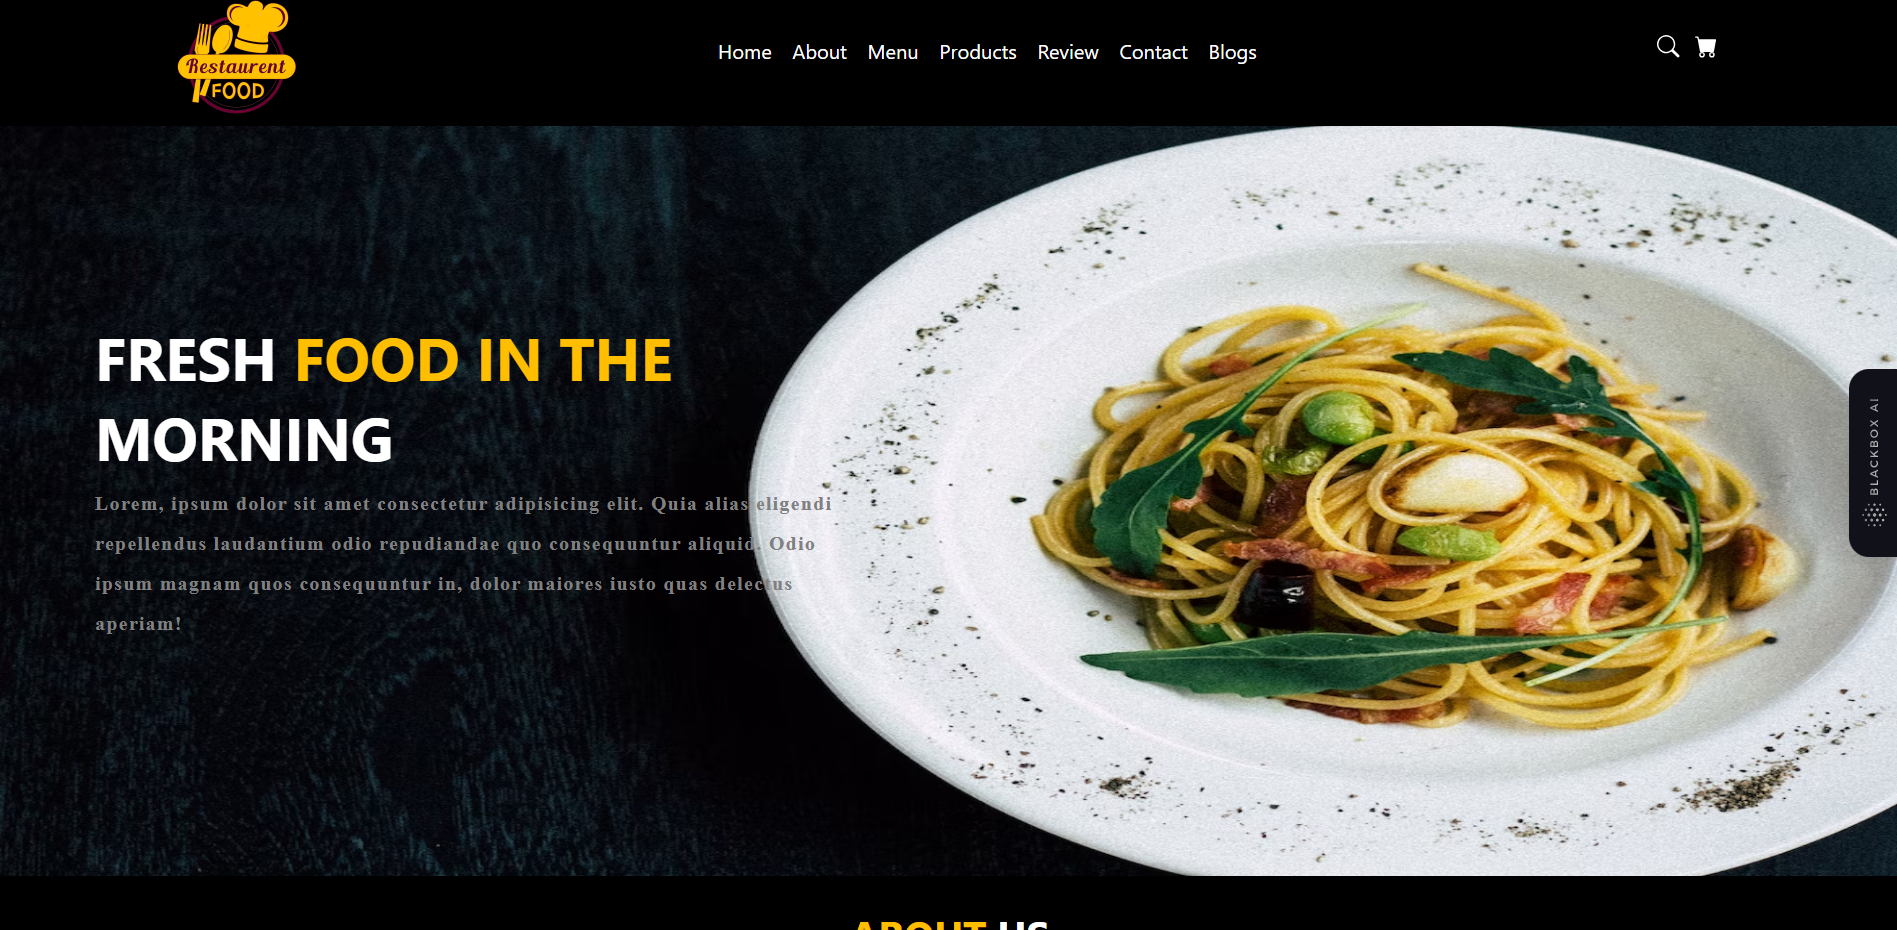 Restaurent
FOOD
Home About Menu Products Review Contact Blogs
FRESH FOOD IN THE
MORNING
Lorem, ipsum dolor sit amet consectetur adipisicing elit. Quia alias eligendi
repellendus laudantium odio repudiandae quo consequuntur aliquid. Odio
ipsum magnam quos consequuntur in, dolor maiores iusto quas delectus
aperiam!
BLACKBOX AI
ABOUT US